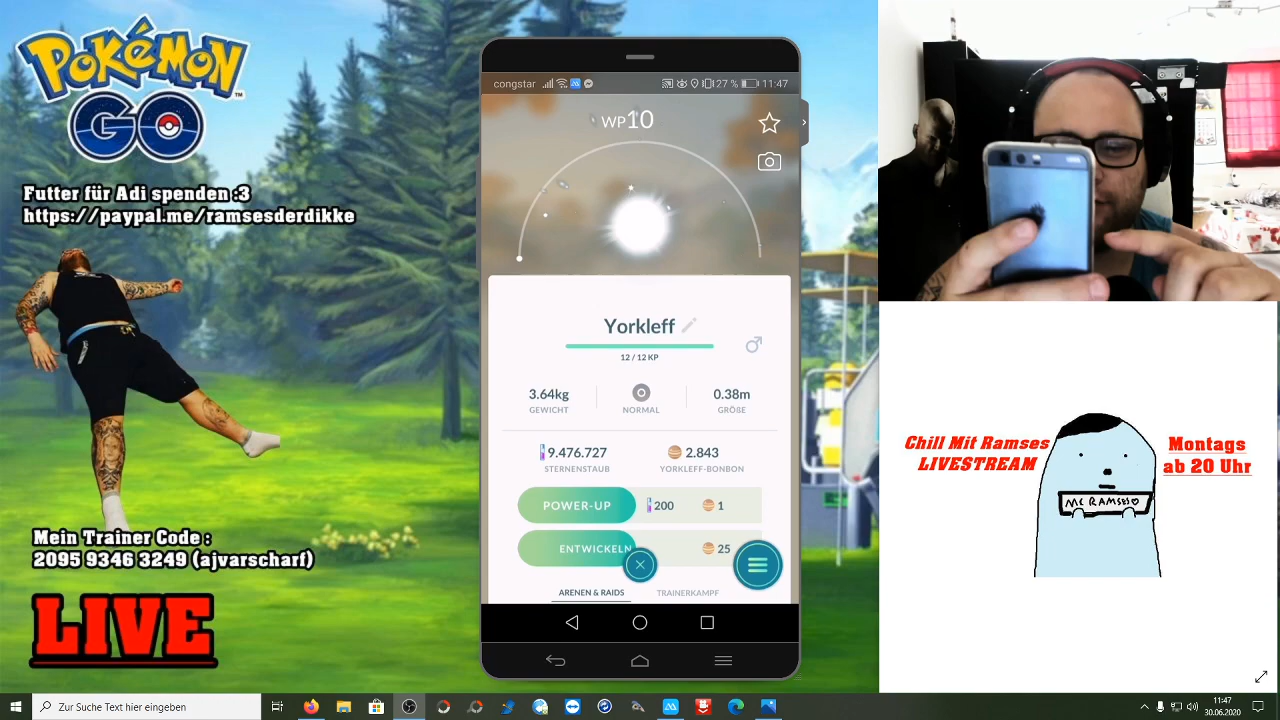 POKéMON
GO
TM
Futter für Adi spenden :3
https://paypal.me/ramsesderdikke
Mein Trainer Code :
2095 9346 3249 (ajvarscharf)
LIVE
congstar
27 % 11:47
WP10
Yorkleff
12 / 12 KP
3.64kg
GEWICHT
NORMAL
0.38m
GRÖßE
9.476.727
STERNENSTAUB
2.843
YORKLEFF-BONBON
POWER-UP 200 1
ENTWICKELN 25
ARENEN & RAIDS
TRAINERKAMPF
Chill Mit Ramses
LIVESTREAM
Montags
ab 20 Uhr
MC RAMSES
Zur Suche Text hier eingeben
11:47
30.06.2020